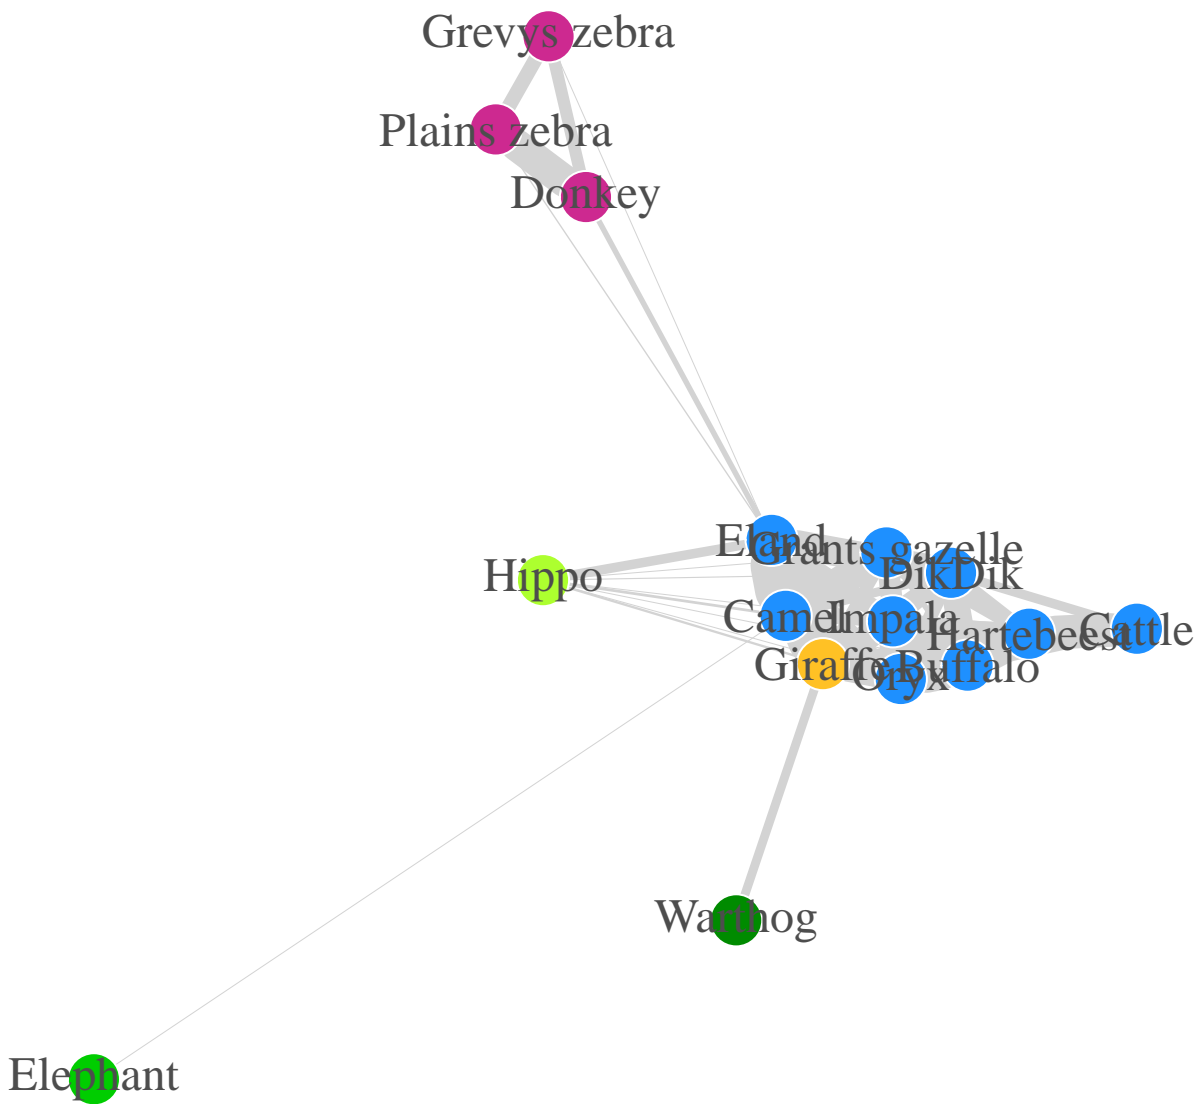 Grevys zebra
Plains zebra
Donkey
Eland
Grants gazelle
DikDik
Hippo
Camel
Impala
Hartebeest
Cattle
Giraffe
Oryx
Buffalo
Warthog
Elephant